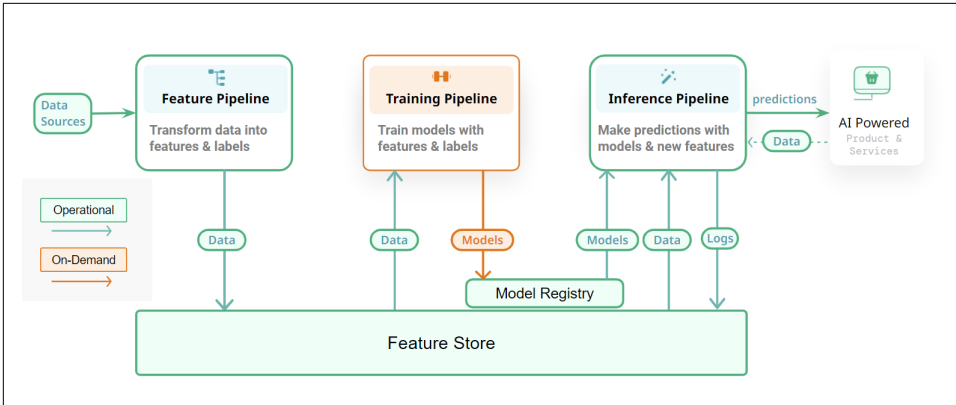 Feature Pipeline
Transform data into
features & labels
Training Pipeline
Train models with
features & labels
Inference Pipeline
Make predictions with
models & new features
Data
Sources
predictions
Data
AI Powered
Product &
Services
Operational
On-Demand
Data
Data
Models
Models
Data
Logs
Model Registry
Feature Store